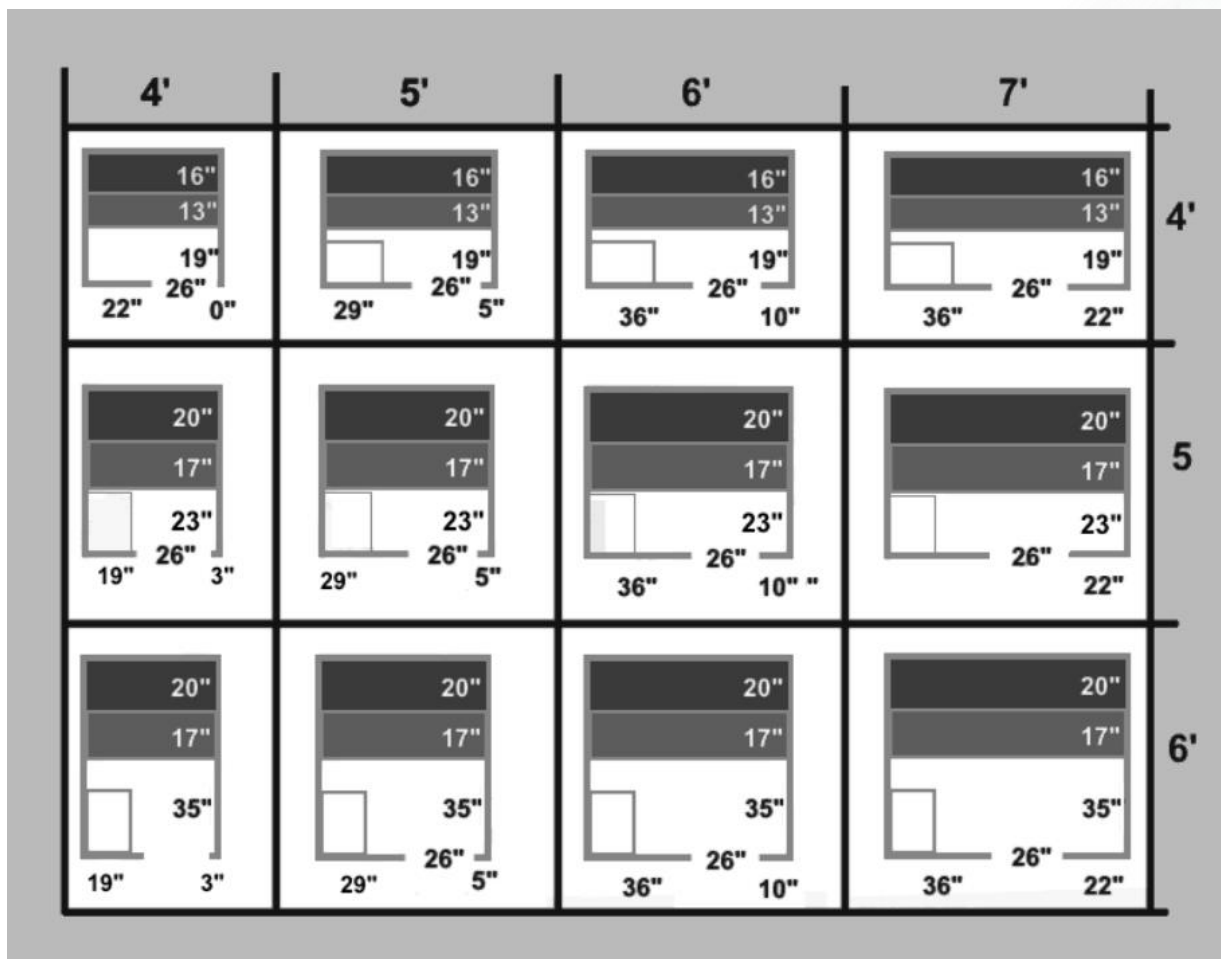 4' 5' 6' 7'
16" 16" 16" 16"
13" 13" 13" 13"
4'
19" 19" 19" 19"
26" 26" 26" 26"
22" 0" 29" 5" 36" 10" 36" 22"
20" 20" 20" 20"
5
17" 17" 17" 17"
23" 23" 23" 23"
26" 26" 26" 26"
19" 3" 29" 5" 36" 10" " 22"
20" 20" 20" 20"
17" 17" 17" 17"
6'
35" 35" 35" 35"
26" 26" 26"
19" 3" 29" 5" 36" 10" 36" 22"